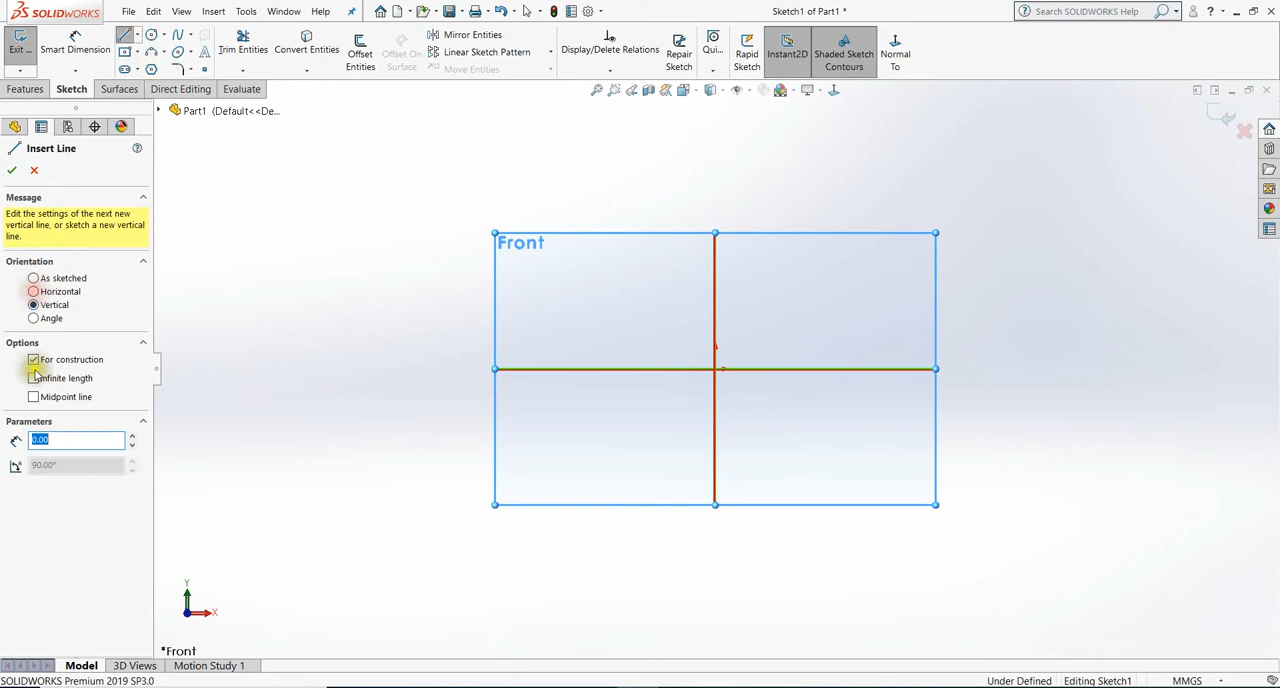 SOLIDWORKS File Edit View Insert Tools Window Help Sketch1 of Part1 * Search SOLIDWORKS Help ?
Exit ... Smart Dimension Trim Entities Convert Entities Offset Entities Offset On Surface Mirror Entities Linear Sketch Pattern Move Entities Display/Delete Relations Repair Sketch Qui... Rapid Sketch Instant2D Shaded Sketch Contours Normal To
Features Sketch Surfaces Direct Editing Evaluate
Part1 (Default<<De...
Insert Line
Message
Edit the settings of the next new
vertical line, or sketch a new vertical
line.
Orientation
As sketched
Horizontal
Vertical
Angle
Options
For construction
Infinite length
Midpoint line
Parameters
0.00
90.00°
Front
Y
X
*Front
Model 3D Views Motion Study 1
SOLIDWORKS Premium 2019 SP3.0 Under Defined Editing Sketch1 MMGS